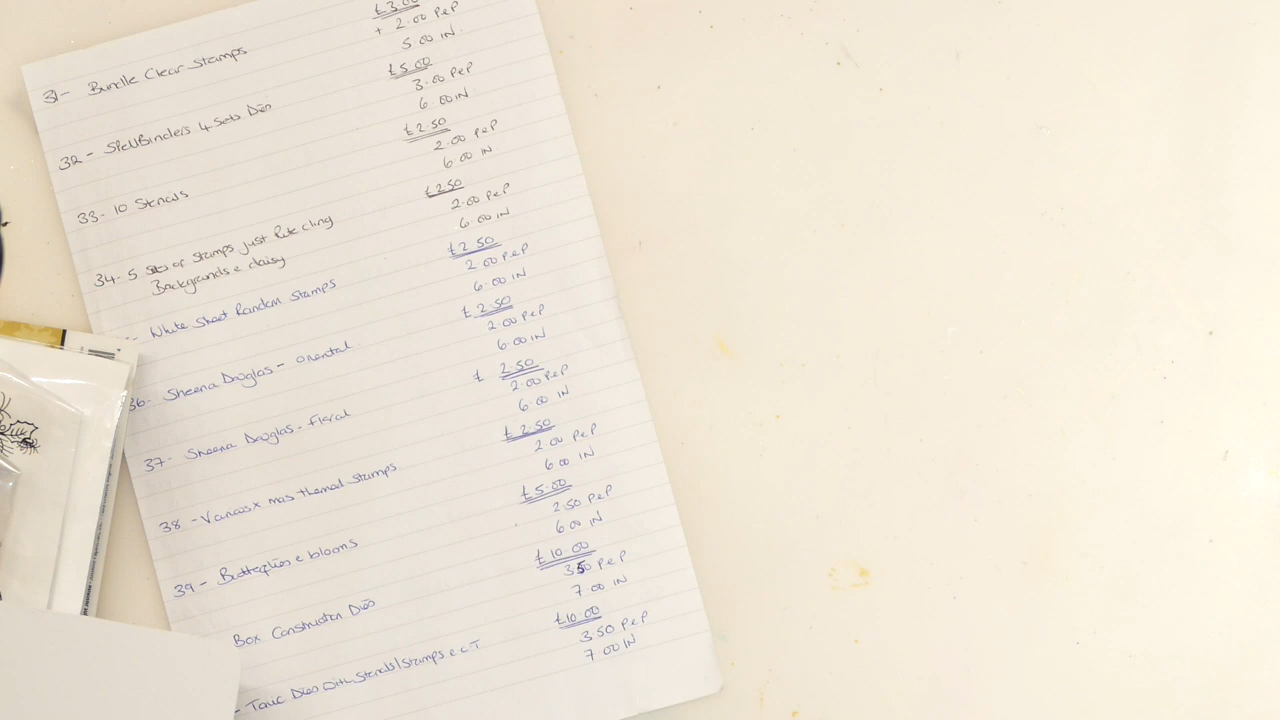 £3.00
+ 2.00 P&P
5.00 IN.
31- Bundle Clear Stamps
£5.00
3.00 P&P
6.00 IN
32- SpellBinders 4 Sets Dies
£2.50
2.00 P&P
6.00 IN
33- 10 Stencils
£2.50
2.00 P&P
6.00 IN
34- 5 Sets of Stamps just Rite cling
Backgrounds & daisy
£2.50
2.00 P&P
6.00 IN
- White Sheet Random Stamps
£2.50
2.00 P&P
6.00 IN
36- Sheena Douglas - oriental.
£ 2.50
2.00 P&P
6.00 IN
37- Sheena Douglas - floral
£2.50
2.00 P&P
6.00 IN
38 - Various x mas themed stamps
£5.00
2.50 P&P
6.00 IN
39 - Butterflies & blooms
£10.00
3.50 P&P
7.00 IN
Box Construction Dies
£10.00
3.50 P&P
7.00 IN
- Tonic Dies with Stencils/Stamps e.c.T